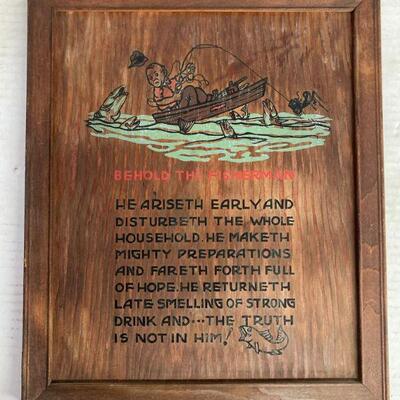 BEHOLD THE FISHERMAN
HE ARISETH EARLY AND
DISTURBETH THE WHOLE
HOUSEHOLD. HE MAKETH
MIGHTY PREPARATIONS
AND FARETH FORTH FULL
OF HOPE. HE RETURNETH
LATE SMELLING OF STRONG
DRINK AND...THE TRUTH
IS NOT IN HIM!